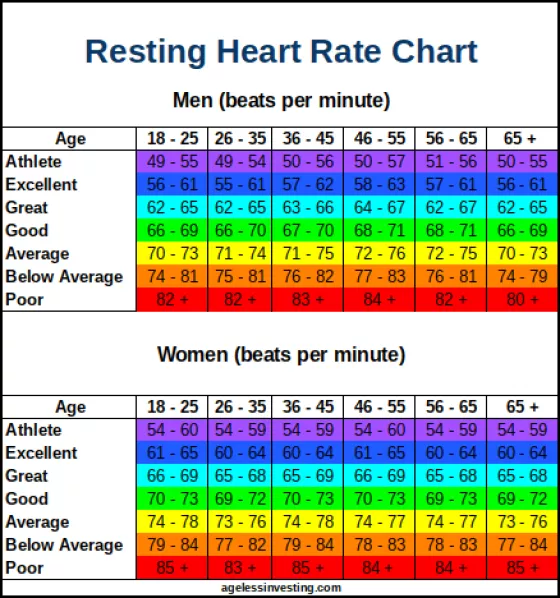 Resting Heart Rate Chart
Men (beats per minute)
Age 18 - 25 26 - 35 36 - 45 46 - 55 56 - 65 65 +
Athlete 49 - 55 49 - 54 50 - 56 50 - 57 51 - 56 50 - 55
Excellent 56 - 61 55 - 61 57 - 62 58 - 63 57 - 61 56 - 61
Great 62 - 65 62 - 65 63 - 66 64 - 67 62 - 67 62 - 65
Good 66 - 69 66 - 70 67 - 70 68 - 71 68 - 71 66 - 69
Average 70 - 73 71 - 74 71 - 75 72 - 76 72 - 75 70 - 73
Below Average 74 - 81 75 - 81 76 - 82 77 - 83 76 - 81 74 - 79
Poor 82 + 82 + 83 + 84 + 82 + 80 +
Women (beats per minute)
Age 18 - 25 26 - 35 36 - 45 46 - 55 56 - 65 65 +
Athlete 54 - 60 54 - 59 54 - 59 54 - 60 54 - 59 54 - 59
Excellent 61 - 65 60 - 64 60 - 64 61 - 65 60 - 64 60 - 64
Great 66 - 69 65 - 68 65 - 69 66 - 69 65 - 68 65 - 68
Good 70 - 73 69 - 72 70 - 73 70 - 73 69 - 73 69 - 72
Average 74 - 78 73 - 76 74 - 78 74 - 77 74 - 77 73 - 76
Below Average 79 - 84 77 - 82 79 - 84 78 - 83 78 - 83 77 - 84
Poor 85 + 83 + 85 + 84 + 84 + 85 +
agelessinvesting.com